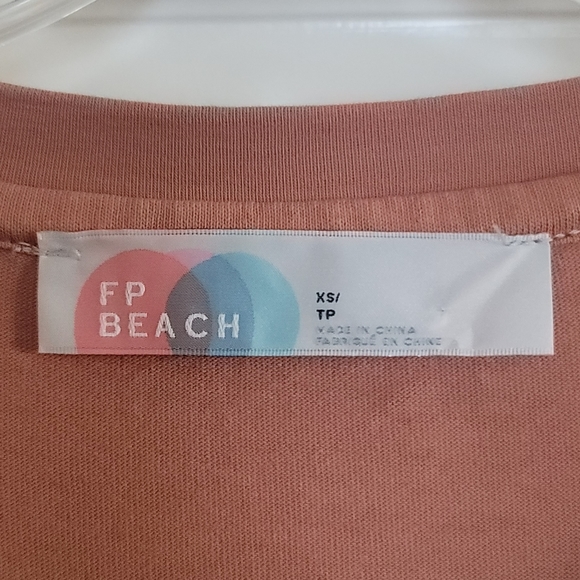 FP
BEACH
XS/
TP
MADE IN CHINA
FABRIQUÉ EN CHINE